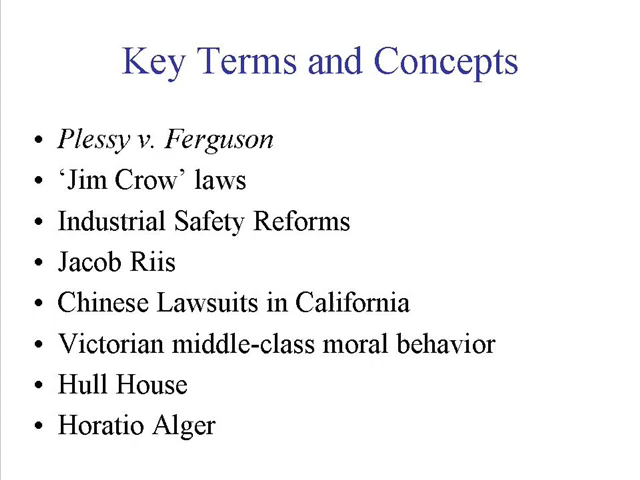 Key Terms and Concepts
• Plessy v. Ferguson
• ‘Jim Crow’ laws
• Industrial Safety Reforms
• Jacob Riis
• Chinese Lawsuits in California
• Victorian middle-class moral behavior
• Hull House
• Horatio Alger